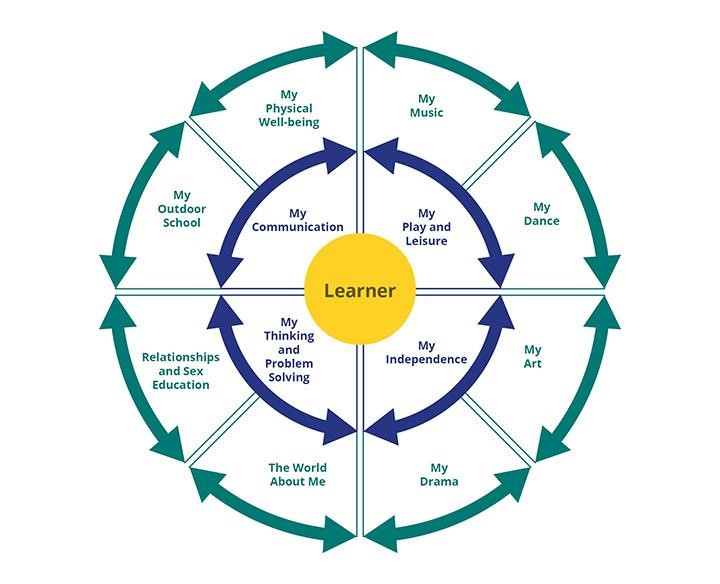 My
Physical
Well-being
My
Music
My
Outdoor
School
My
Communication
My
Play and
Leisure
My
Dance
Learner
Relationships
and Sex
Education
My
Thinking
and
Problem
Solving
My
Independence
My
Art
The World
About Me
My
Drama